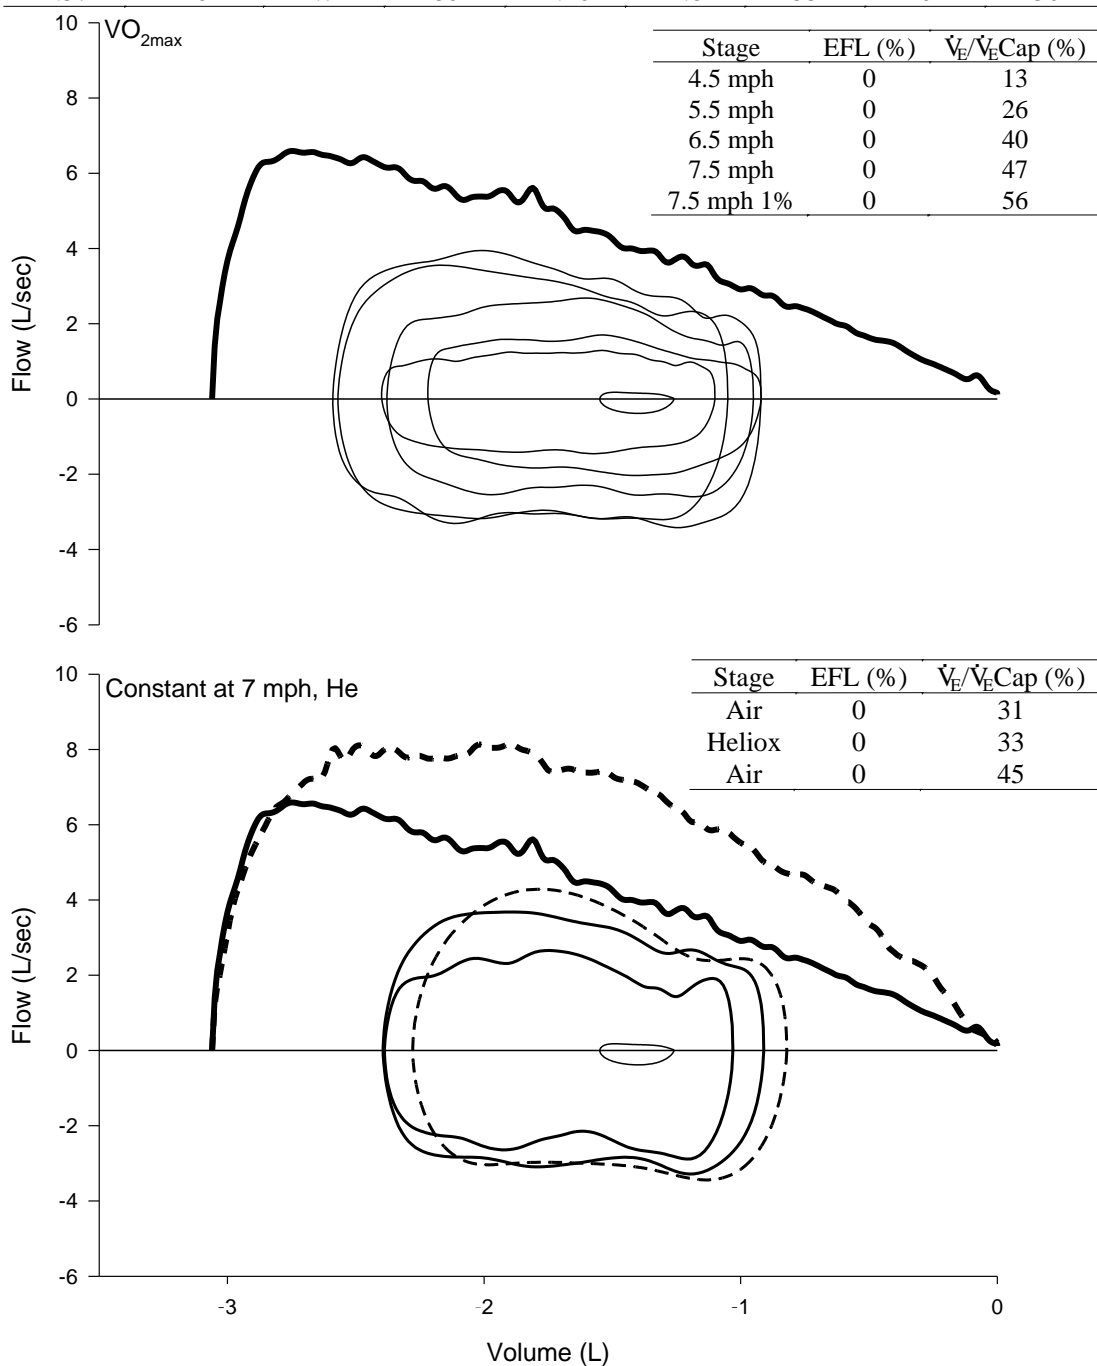 VO2max
Stage EFL (%) V̇E/V̇ECap (%)
4.5 mph 0 13
5.5 mph 0 26
6.5 mph 0 40
7.5 mph 0 47
7.5 mph 1% 0 56
10
8
6
4
2
0
-2
-4
-6
Flow (L/sec)
Constant at 7 mph, He
Stage EFL (%) V̇E/V̇ECap (%)
Air 0 31
Heliox 0 33
Air 0 45
10
8
6
4
2
0
-2
-4
-6
Flow (L/sec)
-3 -2 -1 0
Volume (L)